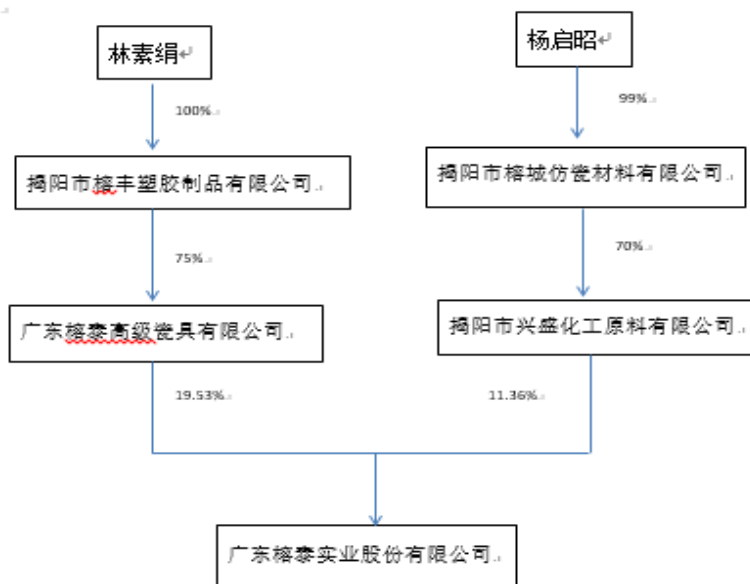 林素绢
杨启昭
100%
99%
揭阳市榕丰塑胶制品有限公司
揭阳市榕城仿瓷材料有限公司
75%
70%
广东榕泰高级瓷具有限公司
揭阳市兴盛化工原料有限公司
19.53%
11.36%
广东榕泰实业股份有限公司